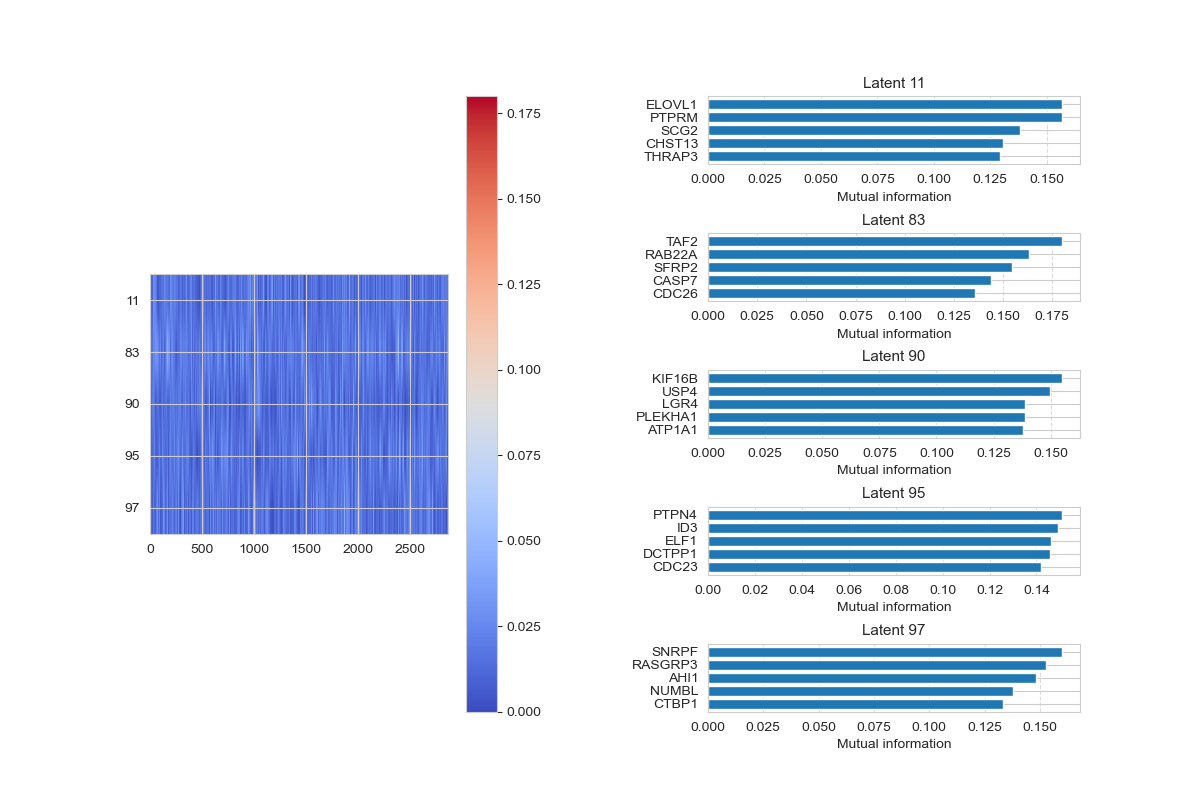 11
83
90
95
97
0 500 1000 1500 2000 2500
0.175
0.150
0.125
0.100
0.075
0.050
0.025
0.000
Latent 11
ELOVL1
PTPRM
SCG2
CHST13
THRAP3
0.000 0.025 0.050 0.075 0.100 0.125 0.150
Mutual information
Latent 83
TAF2
RAB22A
SFRP2
CASP7
CDC26
0.000 0.025 0.050 0.075 0.100 0.125 0.150 0.175
Mutual information
Latent 90
KIF16B
USP4
LGR4
PLEKHA1
ATP1A1
0.000 0.025 0.050 0.075 0.100 0.125 0.150
Mutual information
Latent 95
PTPN4
ID3
ELF1
DCTPP1
CDC23
0.00 0.02 0.04 0.06 0.08 0.10 0.12 0.14
Mutual information
Latent 97
SNRPF
RASGRP3
AHI1
NUMBL
CTBP1
0.000 0.025 0.050 0.075 0.100 0.125 0.150
Mutual information